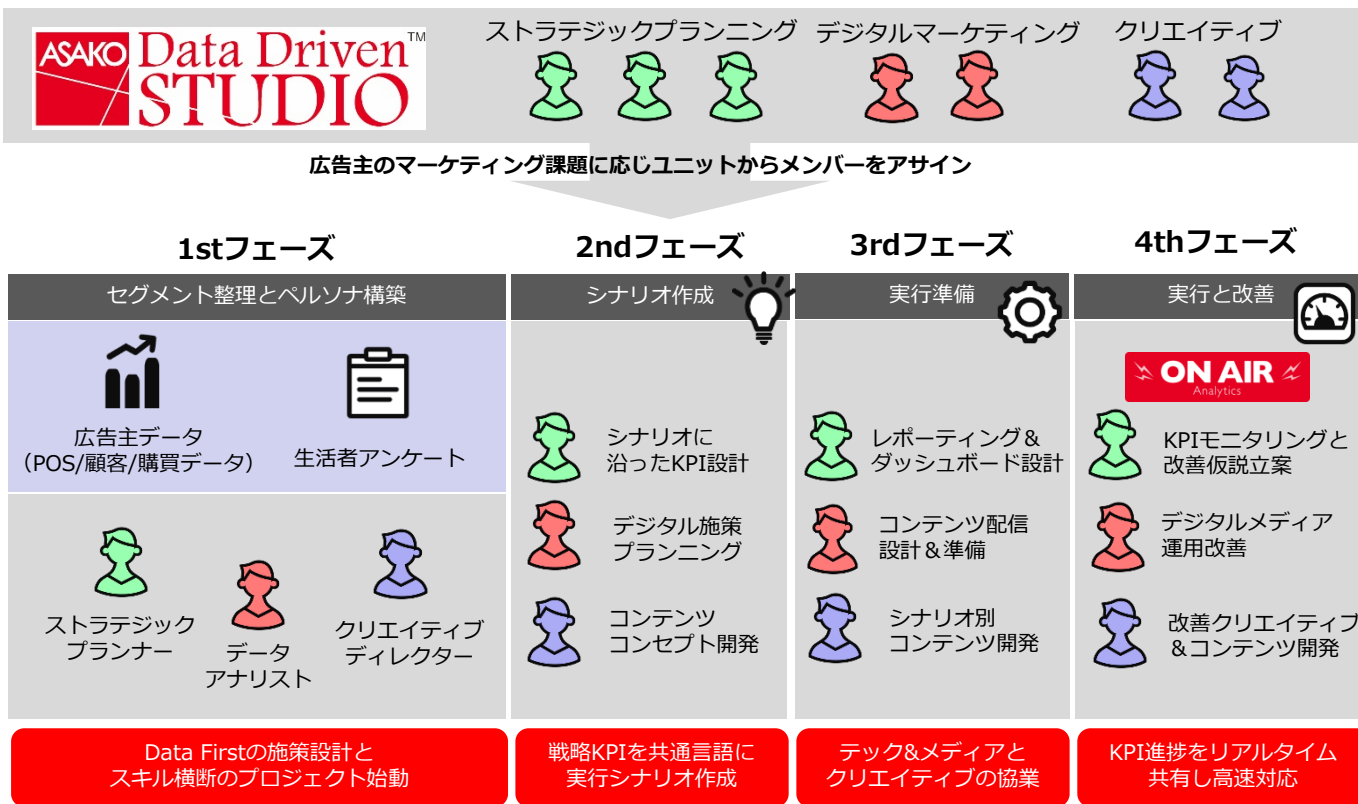 ASAKO Data Driven™
STUDIO
ストラテジックプランニング デジタルマーケティング クリエイティブ
広告主のマーケティング課題に応じユニットからメンバーをアサイン
1stフェーズ
セグメント整理とペルソナ構築
広告主データ
（POS/顧客/購買データ）
生活者アンケート
ストラテジック
プランナー
データ
アナリスト
クリエイティブ
ディレクター
Data Firstの施策設計と
スキル横断のプロジェクト始動
2ndフェーズ
シナリオ作成
シナリオに
沿ったKPI設計
デジタル施策
プランニング
コンテンツ
コンセプト開発
戦略KPIを共通言語に
実行シナリオ作成
3rdフェーズ
実行準備
レポーティング＆
ダッシュボード設計
コンテンツ配信
設計＆準備
シナリオ別
コンテンツ開発
テック&メディアと
クリエイティブの協業
4thフェーズ
実行と改善
ON AIR
Analytics
KPIモニタリングと
改善仮説立案
デジタルメディア
運用改善
改善クリエイティブ
&コンテンツ開発
KPI進捗をリアルタイム
共有し高速対応